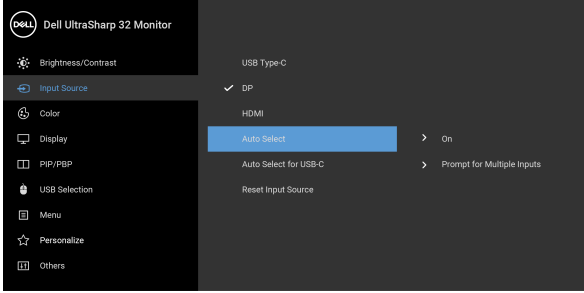 DELL Dell UltraSharp 32 Monitor
Brightness/Contrast
Input Source
Color
Display
PIP/PBP
USB Selection
Menu
Personalize
Others
USB Type-C
DP
HDMI
Auto Select On
Auto Select for USB-C Prompt for Multiple Inputs
Reset Input Source